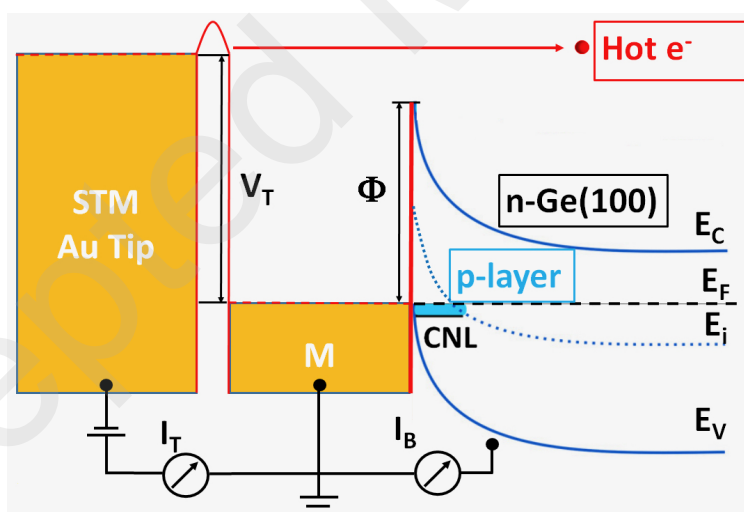 Hot e⁻
STM
Au Tip
V_T
Φ
n-Ge(100)
E_C
p-layer
E_F
E_i
CNL
M
I_T
I_B
E_V